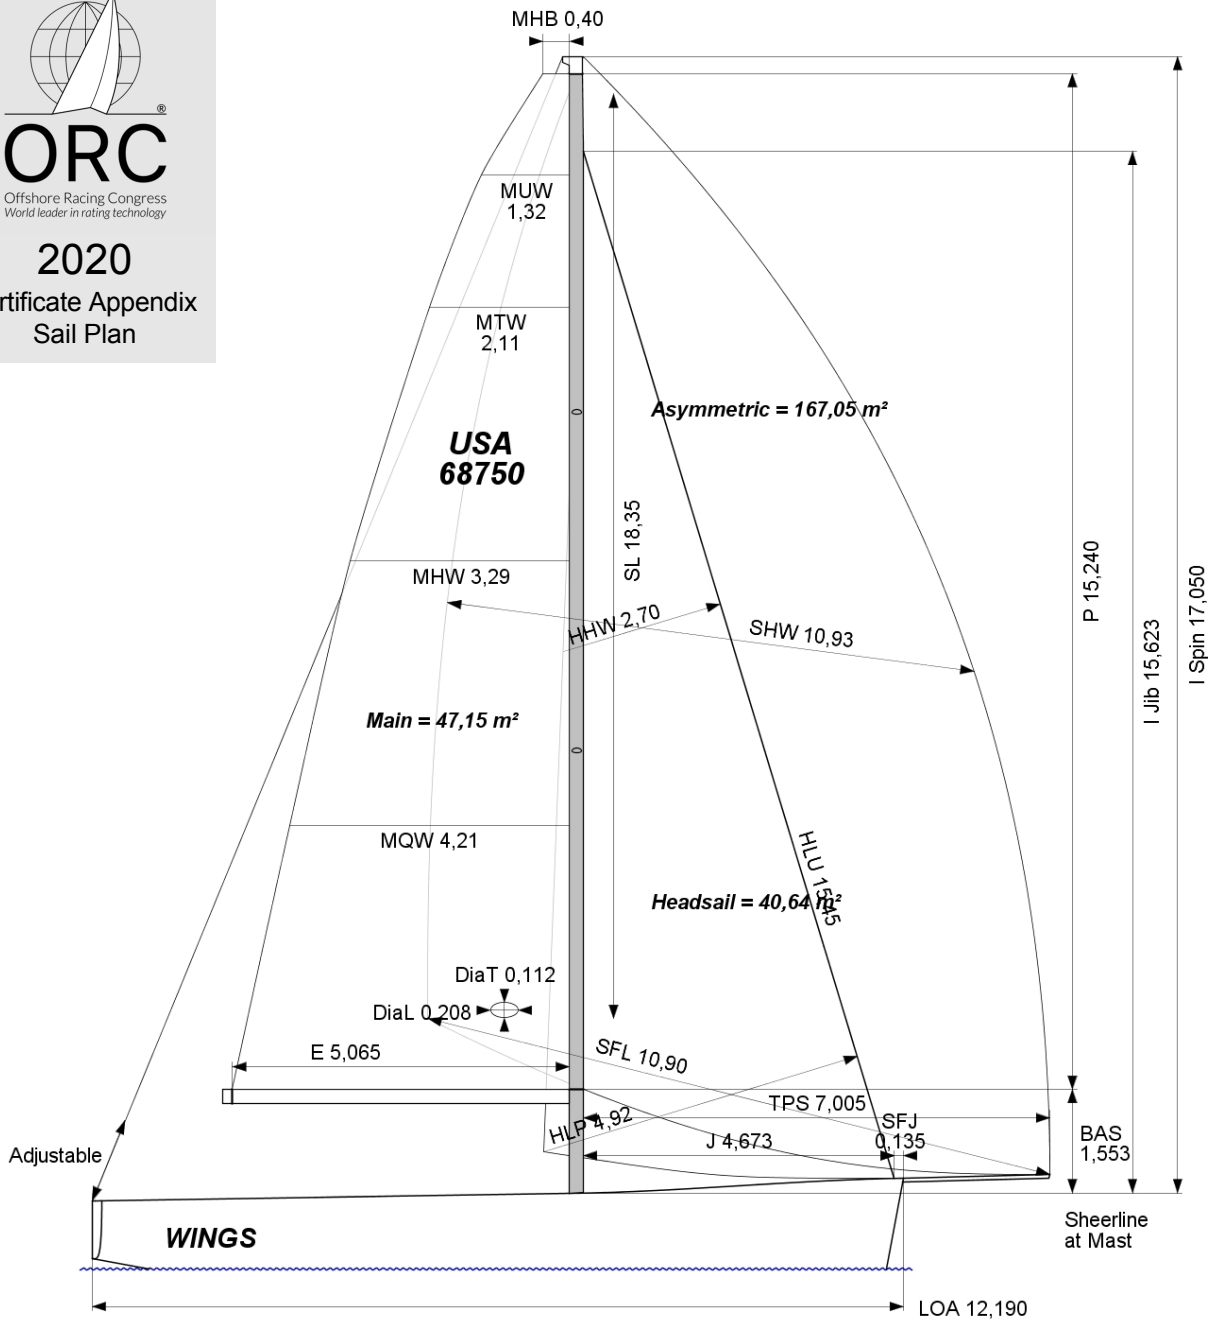 MHB 0,40
®
ORC
Offshore Racing Congress
World leader in rating technology
2020
rtificate Appendix
Sail Plan
MUW
1,32
MTW
2,11
Asymmetric = 167,05 m²
USA
68750
SL 18,35
P 15,240
I Jib 15,623
I Spin 17,050
MHW 3,29
HHW 2,70
SHW 10,93
Main = 47,15 m²
MQW 4,21
HLU 15,45
Headsail = 40,64 m²
DiaT 0,112
DiaL 0,208
E 5,065
SFL 10,90
TPS 7,005
HLP 4,92
J 4,673
SFJ
0,135
BAS
1,553
Adjustable
WINGS
Sheerline
at Mast
LOA 12,190